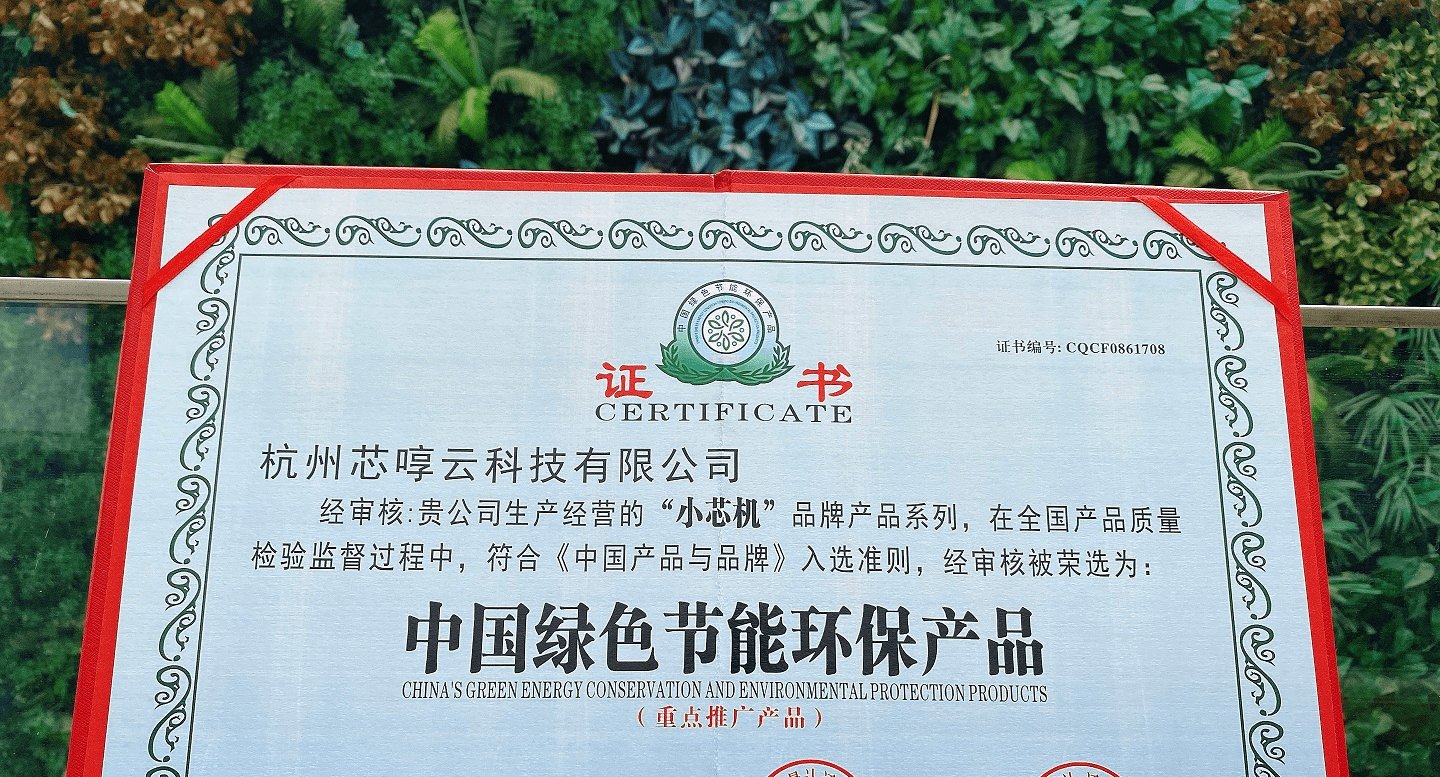 中国绿色节能环保产品
证书编号: CQCF0861708
证 书
CERTIFICATE
杭州芯啍云科技有限公司
经审核:贵公司生产经营的“小芯机”品牌产品系列，在全国产品质量
检验监督过程中，符合《中国产品与品牌》入选准则，经审核被荣选为：
中国绿色节能环保产品
CHINA'S GREEN ENERGY CONSERVATION AND ENVIRONMENTAL PROTECTION PRODUCTS
（重点推广产品）